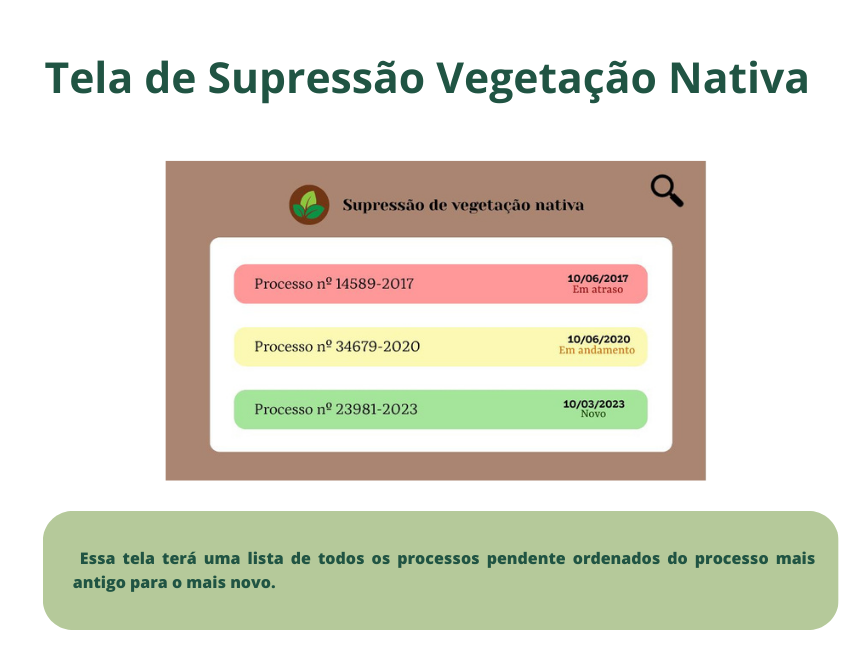 Tela de Supressão Vegetação Nativa
Supressão de vegetação nativa
Processo nº 14589-2017
10/06/2017
Em atraso
Processo nº 34679-2020
10/06/2020
Em andamento
Processo nº 23981-2023
10/03/2023
Novo
Essa tela terá uma lista de todos os processos pendente ordenados do processo mais
antigo para o mais novo.